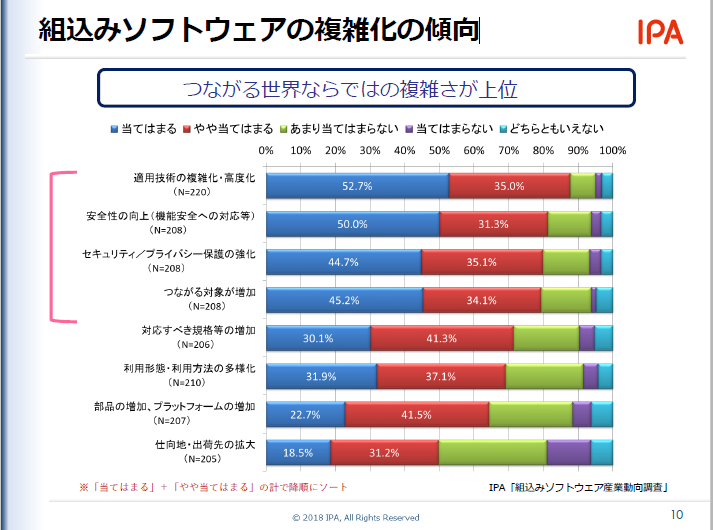 組込みソフトウェアの複雑化の傾向
IPA
つながる世界ならではの複雑さが上位
当てはまる やや当てはまる あまり当てはまらない 当てはまらない どちらともいえない
0% 10% 20% 30% 40% 50% 60% 70% 80% 90% 100%
適用技術の複雑化・高度化
(N=220)
52.7% 35.0%
安全性の向上(機能安全への対応等)
(N=208)
50.0% 31.3%
セキュリティ/プライバシー保護の強化
(N=208)
44.7% 35.1%
つながる対象が増加
(N=208)
45.2% 34.1%
対応すべき規格等の増加
(N=206)
30.1% 41.3%
利用形態・利用方法の多様化
(N=210)
31.9% 37.1%
部品の増加、プラットフォームの増加
(N=207)
22.7% 41.5%
仕向地・出荷先の拡大
(N=205)
18.5% 31.2%
※「当てはまる」+「やや当てはまる」の計で降順にソート
IPA「組込みソフトウェア産業動向調査」
© 2018 IPA, All Rights Reserved
10